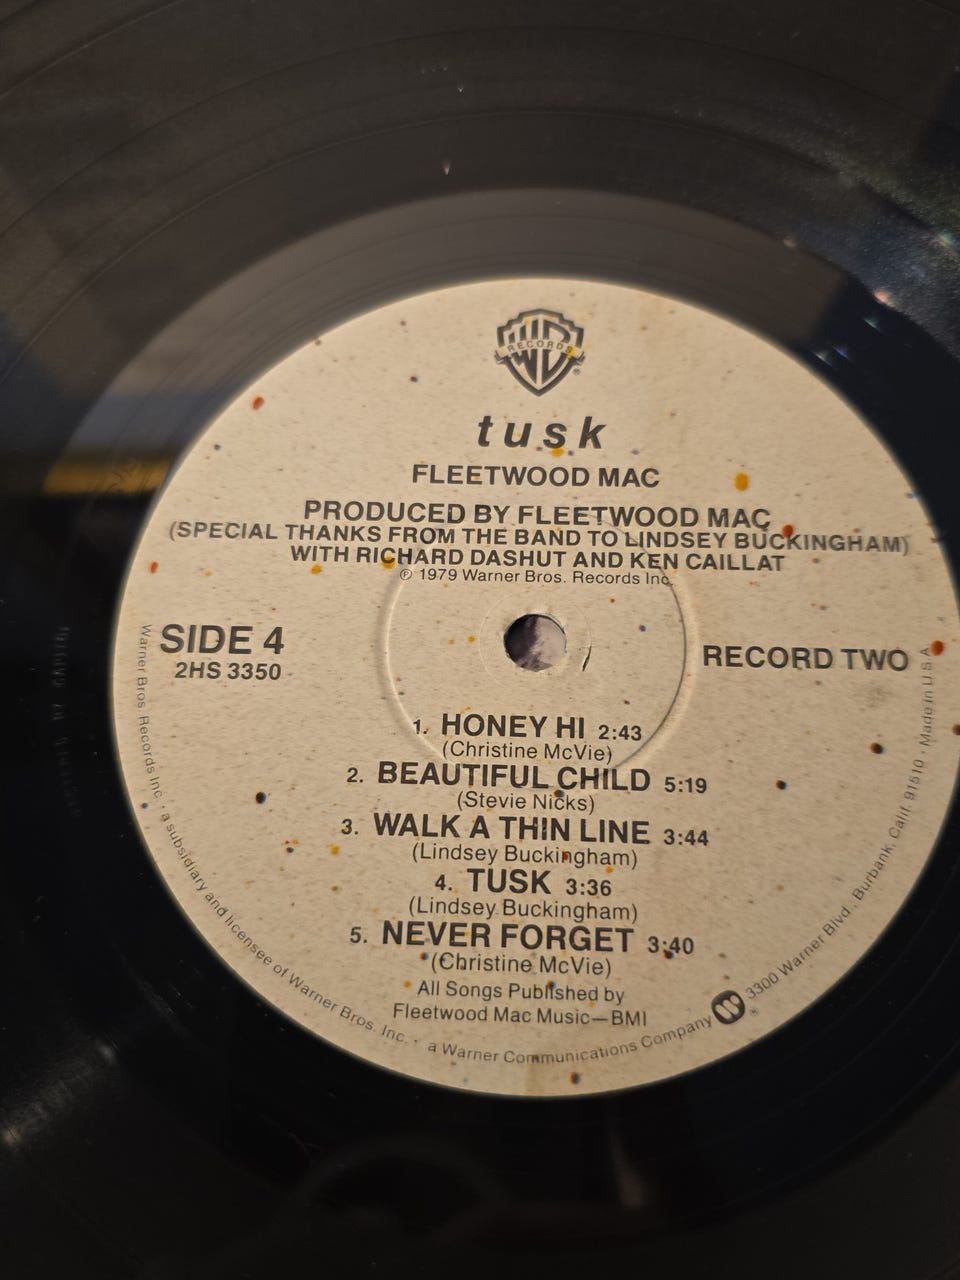 WB
RECORDS
®
tusk
FLEETWOOD MAC
PRODUCED BY FLEETWOOD MAC
(SPECIAL THANKS FROM THE BAND TO LINDSEY BUCKINGHAM)
WITH RICHARD DASHUT AND KEN CAILLAT
℗ 1979 Warner Bros. Records Inc.
SIDE 4
2HS 3350
RECORD TWO
1. HONEY HI 2:43
(Christine McVie)
2. BEAUTIFUL CHILD 5:19
(Stevie Nicks)
3. WALK A THIN LINE 3:44
(Lindsey Buckingham)
4. TUSK 3:36
(Lindsey Buckingham)
5. NEVER FORGET 3:40
(Christine McVie)
All Songs Published by
Fleetwood Mac Music—BMI
Warner Bros. Records Inc. · a subsidiary and licensee of Warner Bros. Inc. · a Warner Communications Company ® 3300 Warner Blvd., Burbank, Calif. 91510 · Made in U.S.A.